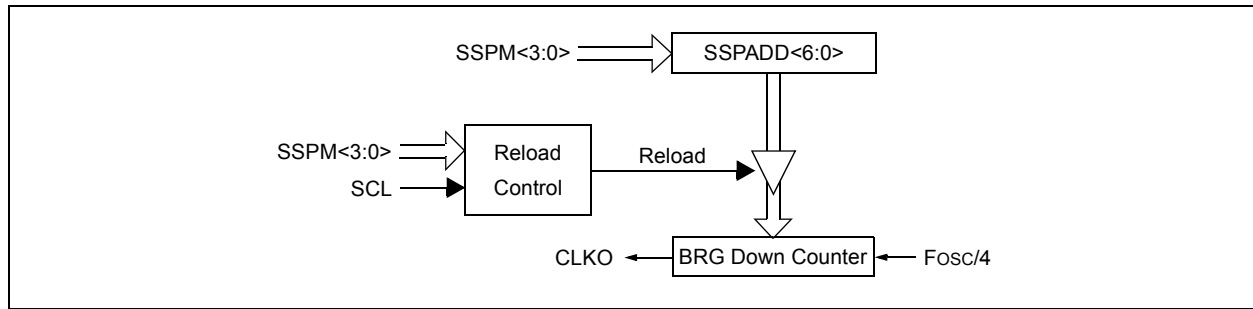 SSPM<3:0>
SSPADD<6:0>
SSPM<3:0>
SCL
Reload
Control
Reload
CLKO
BRG Down Counter
FOSC/4